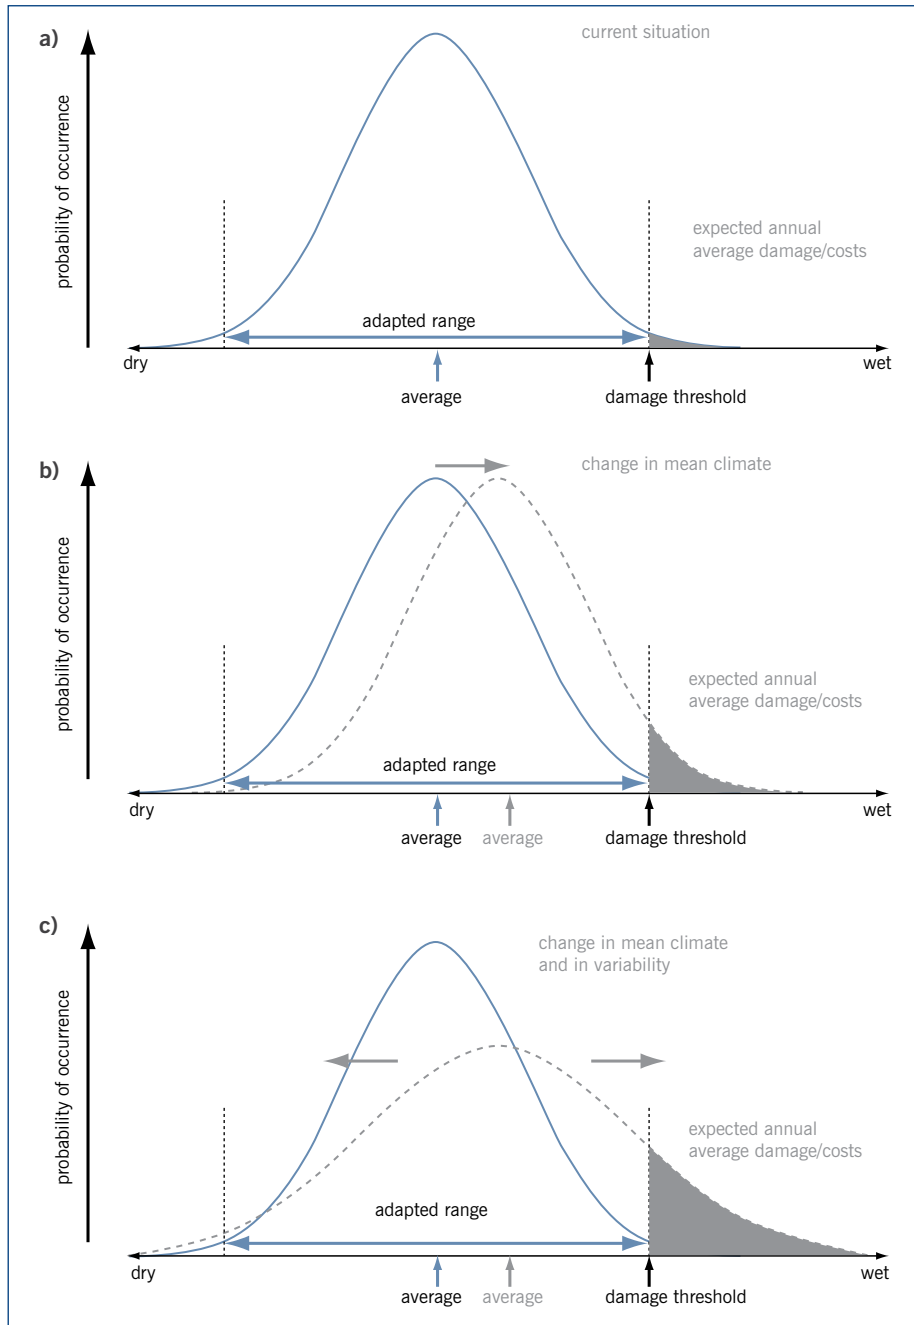 a)
current situation
probability of occurrence
expected annual
average damage/costs
adapted range
dry
wet
average
damage threshold
b)
change in mean climate
probability of occurrence
expected annual
average damage/costs
adapted range
dry
wet
average
average
damage threshold
c)
change in mean climate
and in variability
probability of occurrence
expected annual
average damage/costs
adapted range
dry
wet
average
average
damage threshold